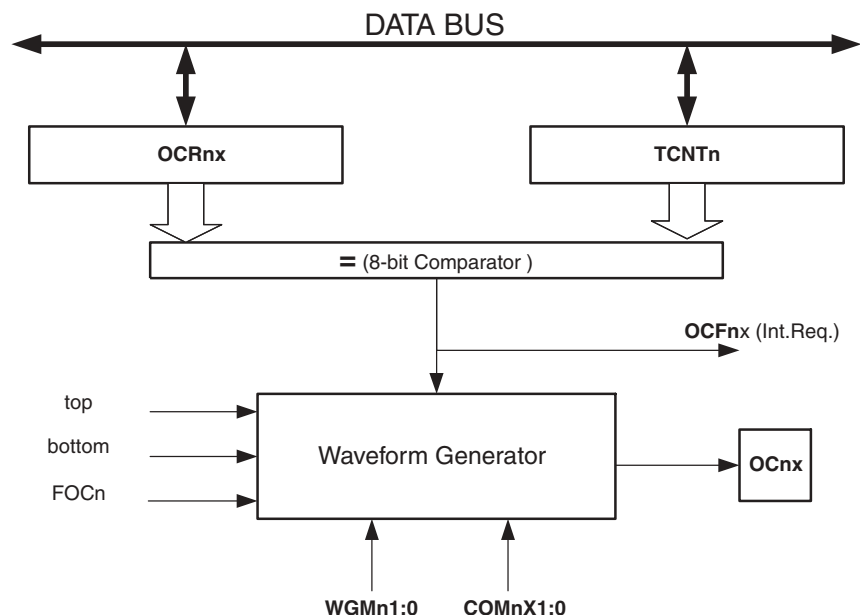 DATA BUS
OCRnx
TCNTn
= (8-bit Comparator )
OCFnx (Int.Req.)
top
bottom
FOCn
Waveform Generator
OCnx
WGMn1:0
COMnX1:0